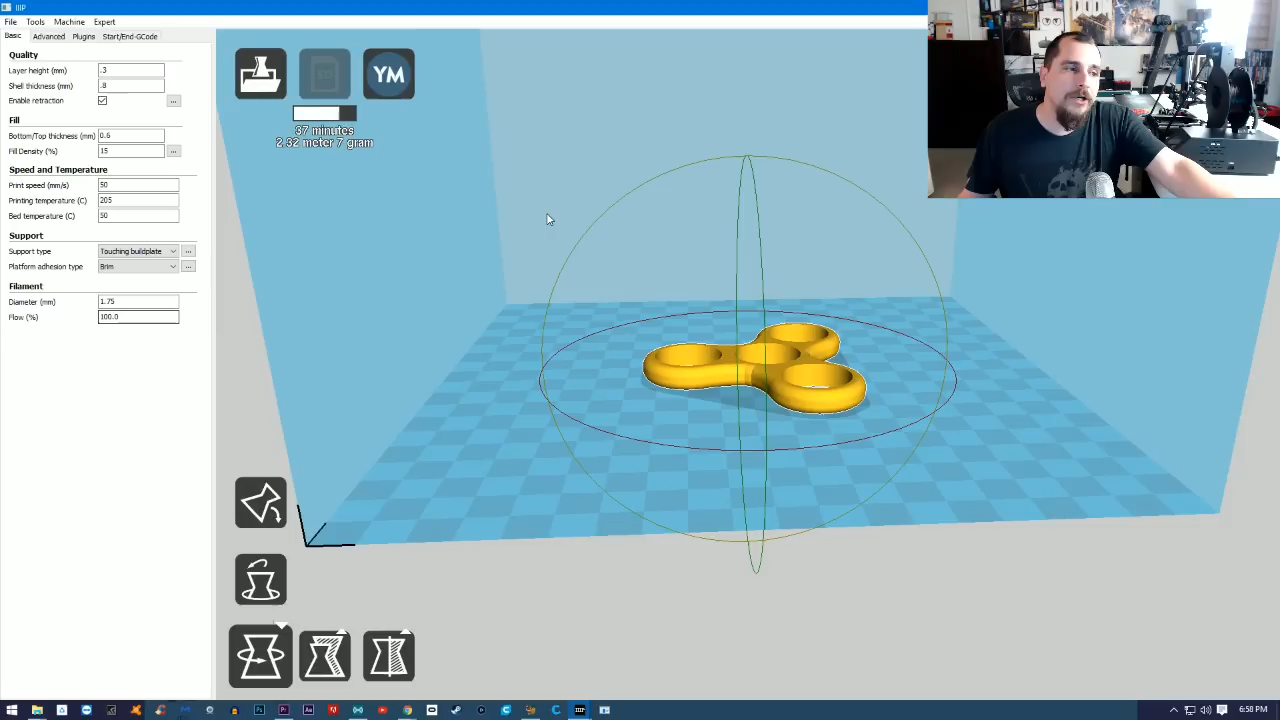 IIIP
File Tools Machine Expert
Basic Advanced Plugins Start/End-GCode
Quality
Layer height (mm) .3
Shell thickness (mm) .8
Enable retraction ...
Fill
Bottom/Top thickness (mm) 0.6
Fill Density (%) 15 ...
Speed and Temperature
Print speed (mm/s) 50
Printing temperature (C) 205
Bed temperature (C) 50
Support
Support type Touching buildplate ...
Platform adhesion type Brim ...
Filament
Diameter (mm) 1.75
Flow (%) 100.0
YM
37 minutes
2.32 meter 7 gram
DOOM
6:58 PM